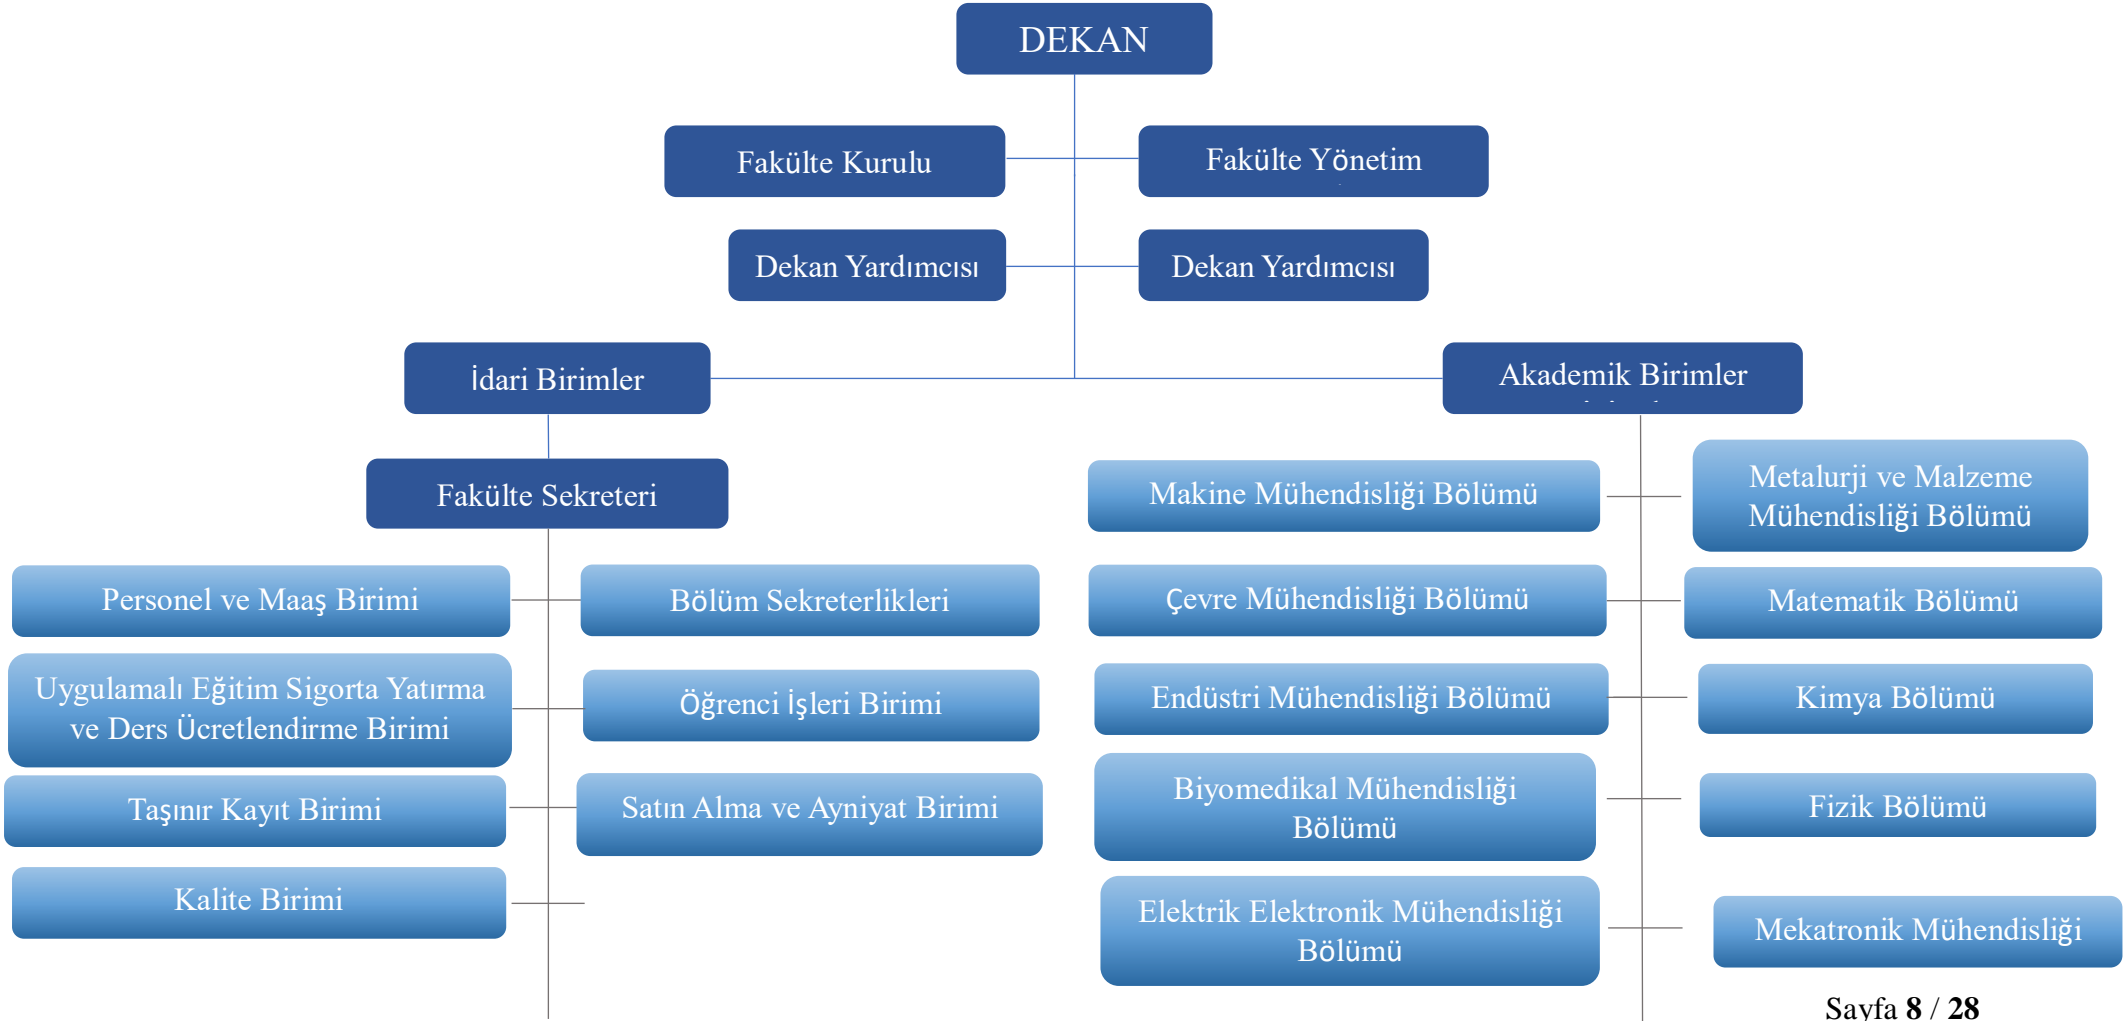 DEKAN
Fakülte Kurulu
Fakülte Yönetim
Dekan Yardımcısı
Dekan Yardımcısı
İdari Birimler
Akademik Birimler
Fakülte Sekreteri
Personel ve Maaş Birimi
Bölüm Sekreterlikleri
Uygulamalı Eğitim Sigorta Yatırma
ve Ders Ücretlendirme Birimi
Öğrenci İşleri Birimi
Taşınır Kayıt Birimi
Satın Alma ve Ayniyat Birimi
Kalite Birimi
Makine Mühendisliği Bölümü
Metalurji ve Malzeme
Mühendisliği Bölümü
Çevre Mühendisliği Bölümü
Matematik Bölümü
Endüstri Mühendisliği Bölümü
Kimya Bölümü
Biyomedikal Mühendisliği
Bölümü
Fizik Bölümü
Elektrik Elektronik Mühendisliği
Bölümü
Mekatronik Mühendisliği
Sayfa 8 / 28